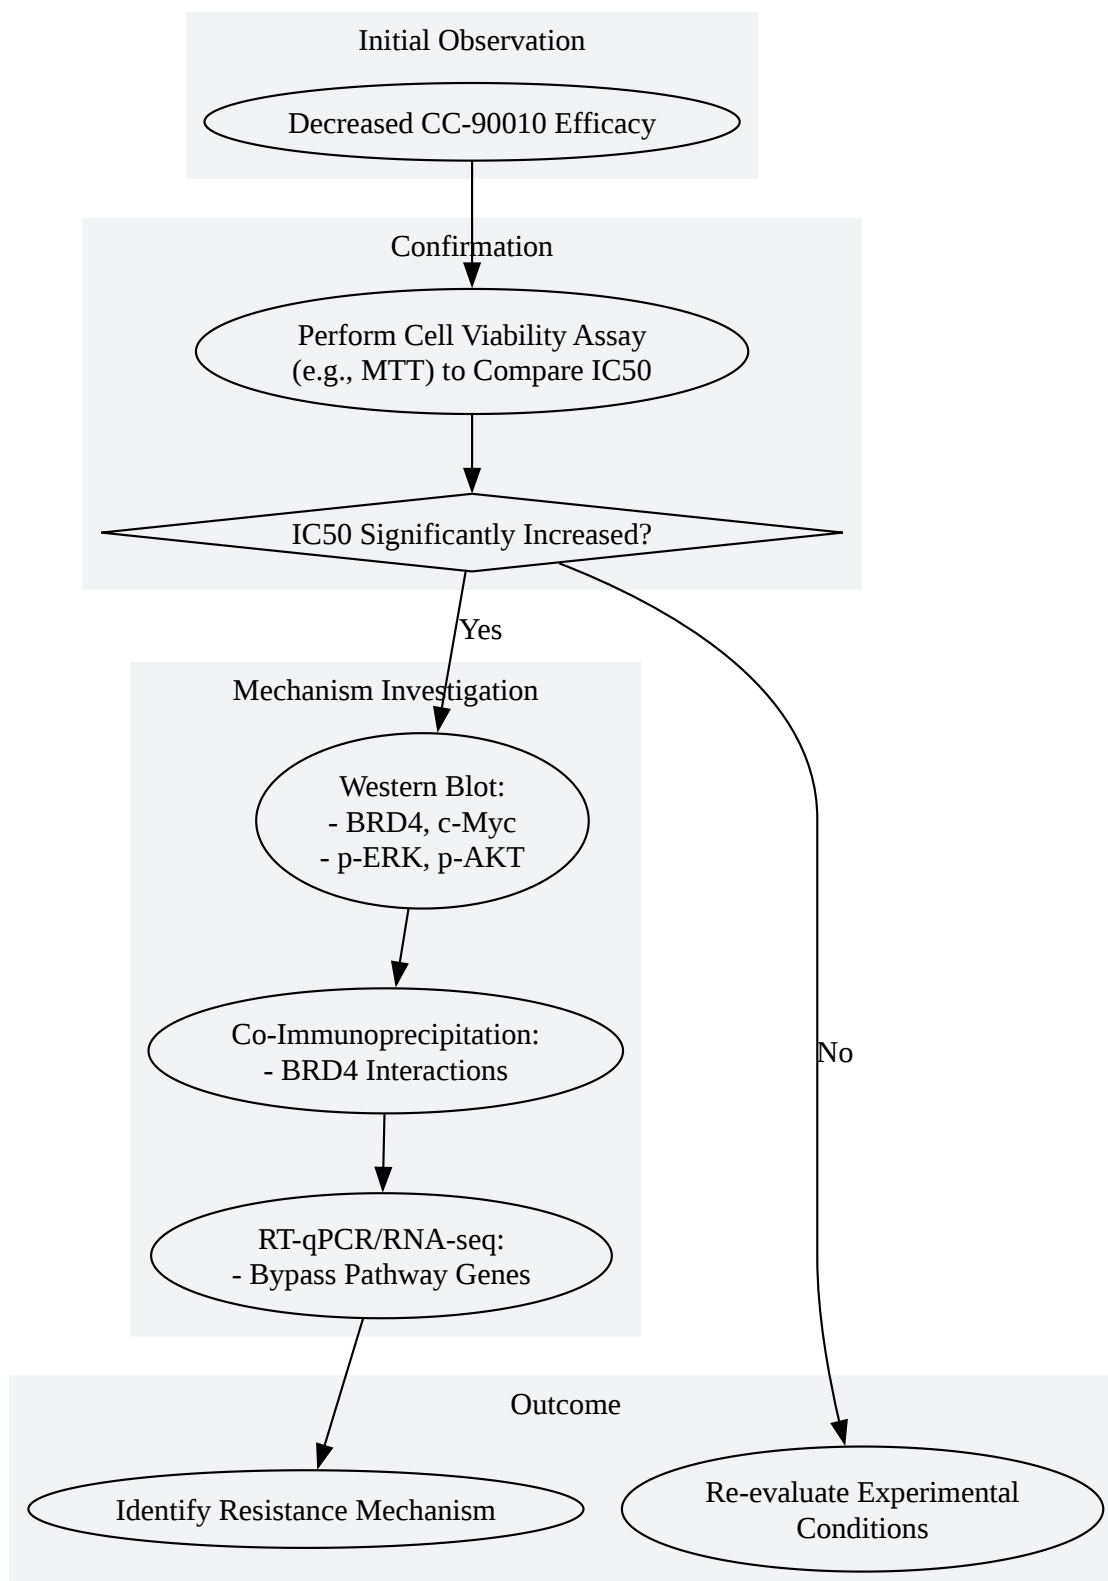 Initial Observation
Decreased CC-90010 Efficacy
Confirmation
Perform Cell Viability Assay
(e.g., MTT) to Compare IC50
IC50 Significantly Increased?
Yes
Mechanism Investigation
Western Blot:
- BRD4, c-Myc
- p-ERK, p-AKT
Co-Immunoprecipitation:
- BRD4 Interactions
No
RT-qPCR/RNA-seq:
- Bypass Pathway Genes
Outcome
Identify Resistance Mechanism
Re-evaluate Experimental
Conditions